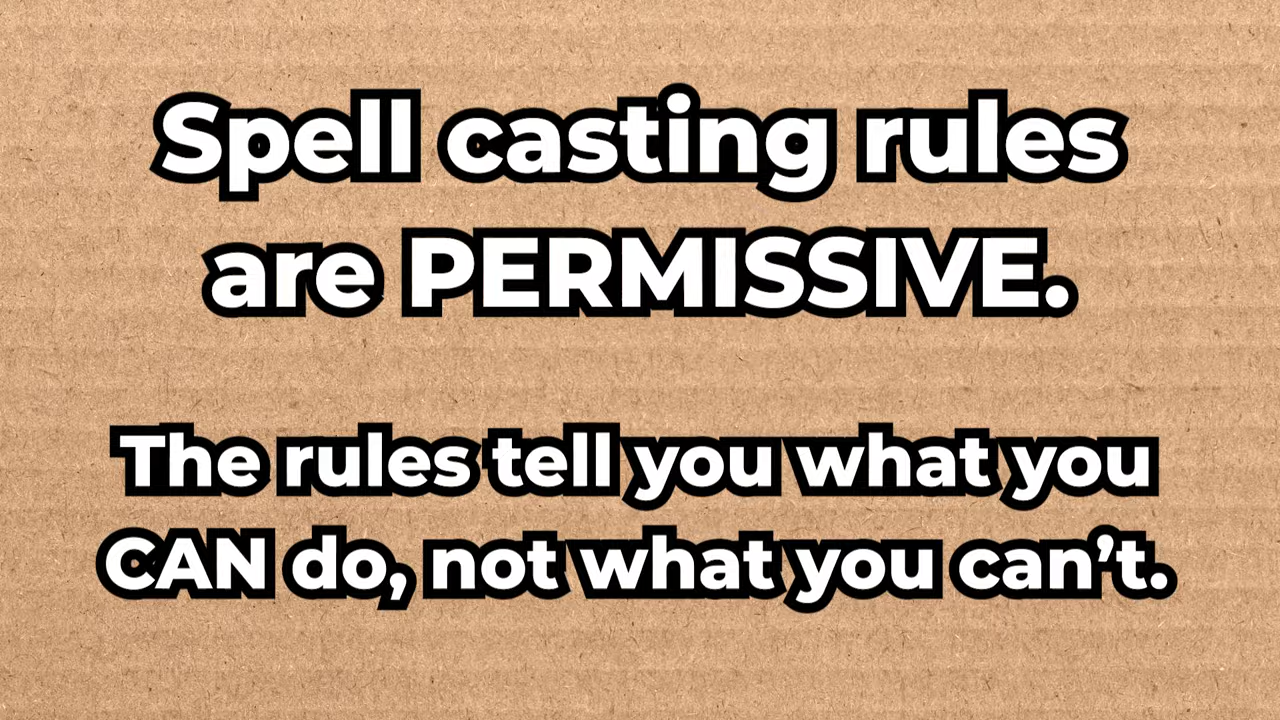 Spell casting rules
are PERMISSIVE.
The rules tell you what you
CAN do, not what you can’t.